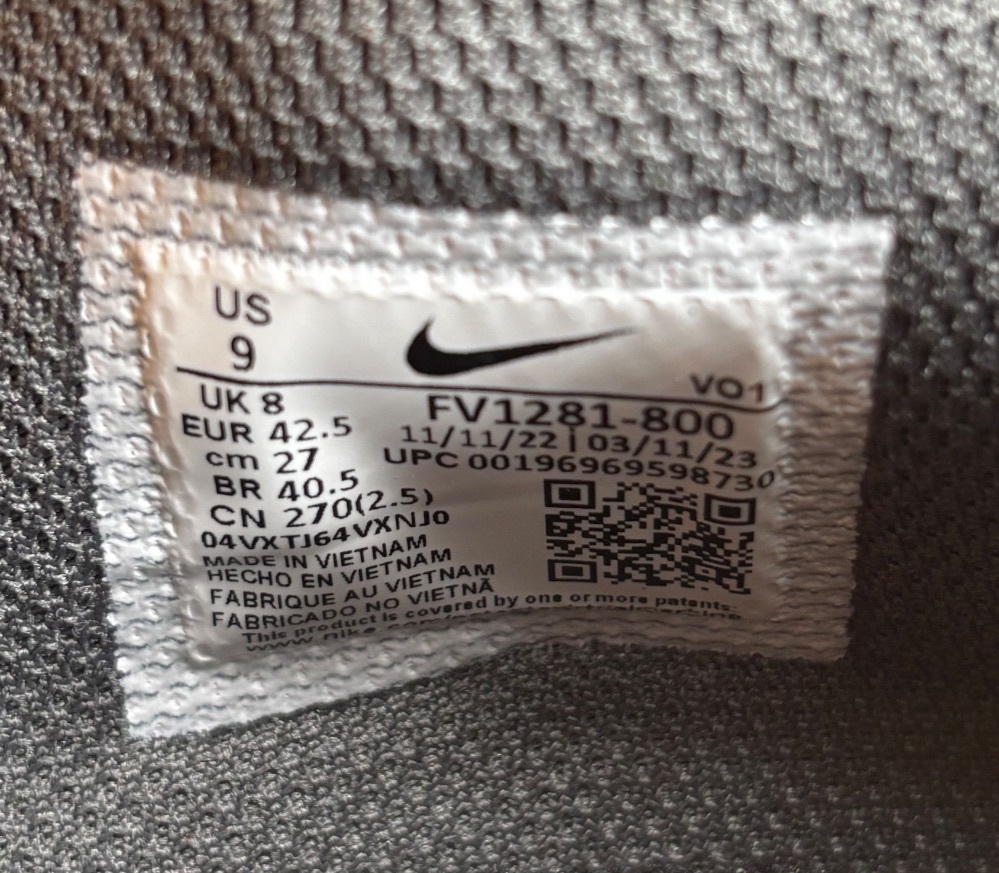 US
9
VO1
UK 8
FV1281-800
EUR 42.5
11/11/22 | 03/11/23
cm 27
UPC 00196969598730
BR 40.5
CN 270(2.5)
04VXTJ64VXNJ0
MADE IN VIETNAM
HECHO EN VIETNAM
FABRIQUE AU VIETNAM
FABRICADO NO VIETNÃ
This product is covered by one or more patents.